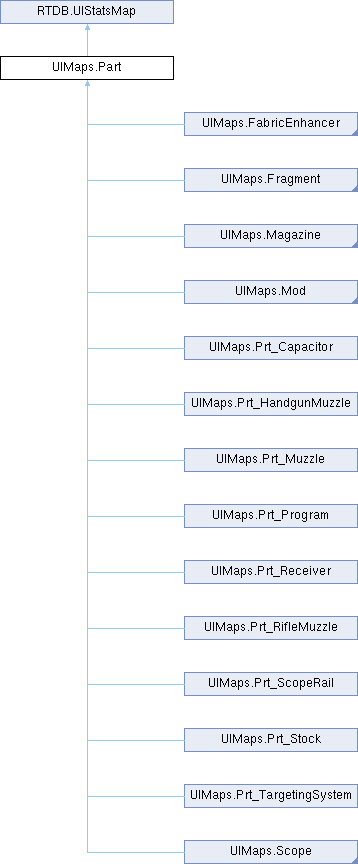 RTDB.UIStatsMap
UIMaps.Part
UIMaps.FabricEnhancer
UIMaps.Fragment
UIMaps.Magazine
UIMaps.Mod
UIMaps.Prt_Capacitor
UIMaps.Prt_HandgunMuzzle
UIMaps.Prt_Muzzle
UIMaps.Prt_Program
UIMaps.Prt_Receiver
UIMaps.Prt_RifleMuzzle
UIMaps.Prt_ScopeRail
UIMaps.Prt_Stock
UIMaps.Prt_TargetingSystem
UIMaps.Scope